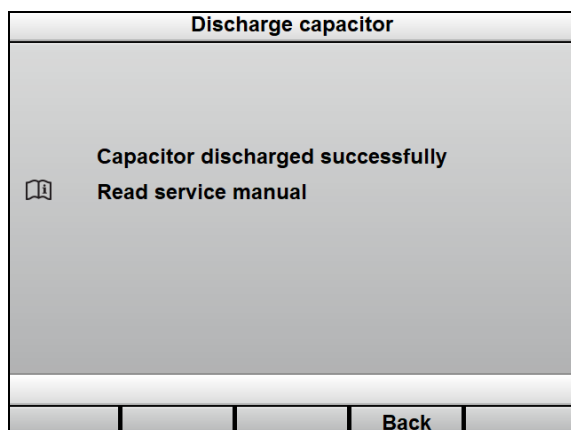 Discharge capacitor
Capacitor discharged successfully
Read service manual
Back